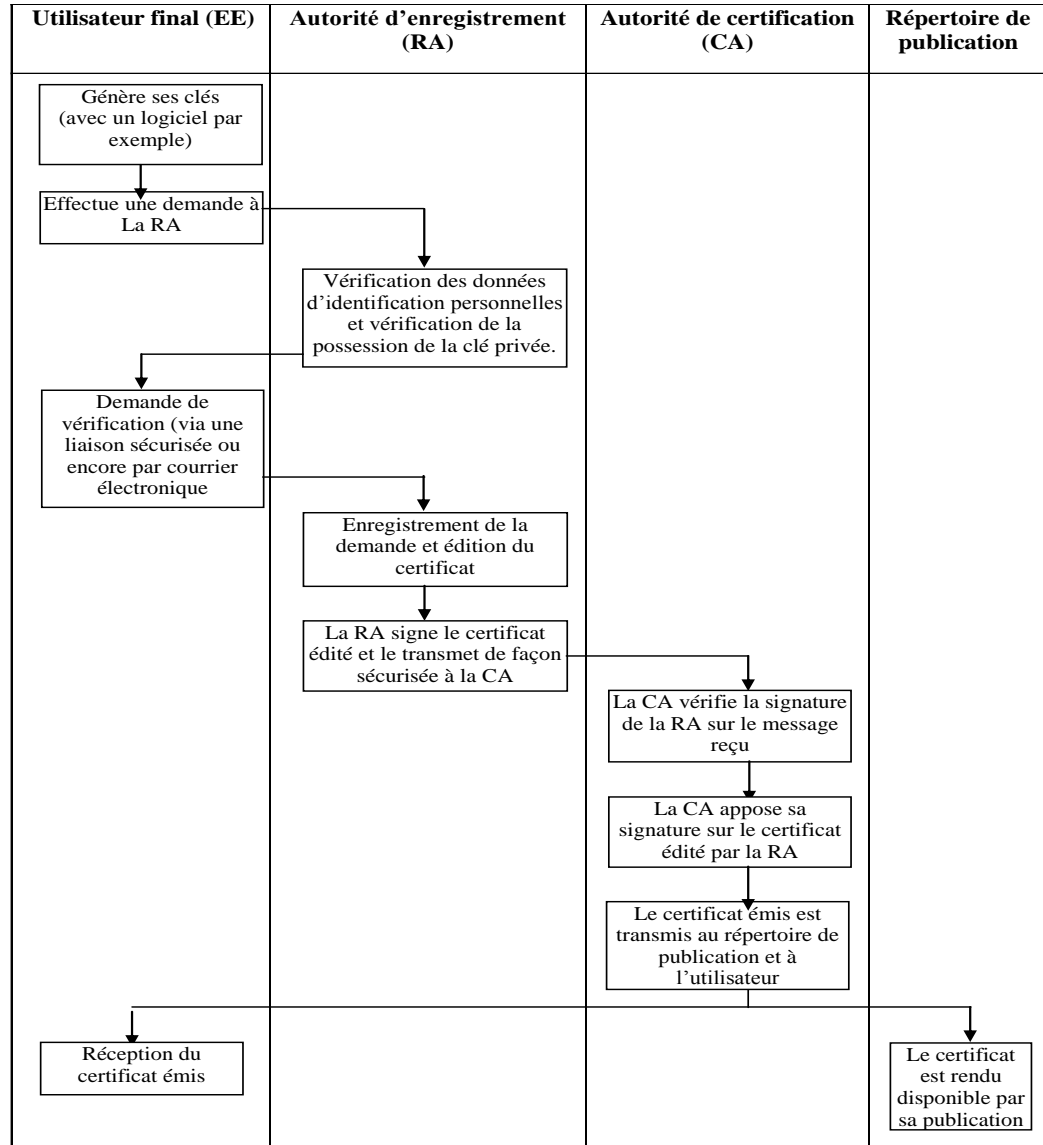 Utilisateur final (EE)
Autorité d’enregistrement
(RA)
Autorité de certification
(CA)
Répertoire de
publication
Génère ses clés
(avec un logiciel par
exemple)
Effectue une demande à
La RA
Vérification des données
d’identification personnelles
et vérification de la
possession de la clé privée.
Demande de
vérification (via une
liaison sécurisée ou
encore par courrier
électronique
Enregistrement de la
demande et édition du
certificat
La RA signe le certificat
édité et le transmet de façon
sécurisée à la CA
La CA vérifie la signature
de la RA sur le message
reçu
La CA appose sa
signature sur le certificat
édité par la RA
Le certificat émis est
transmis au répertoire de
publication et à
l’utilisateur
Réception du
certificat émis
Le certificat
est rendu
disponible par
sa publication